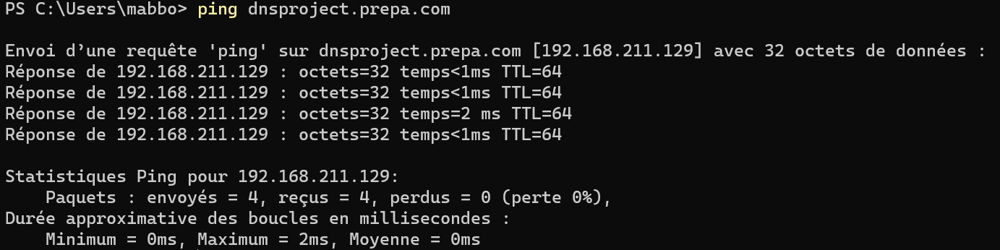 PS C:\Users\mabbo> ping dnsproject.prepa.com
Envoi d’une requête 'ping' sur dnsproject.prepa.com [192.168.211.129] avec 32 octets de données :
Réponse de 192.168.211.129 : octets=32 temps<1ms TTL=64
Réponse de 192.168.211.129 : octets=32 temps<1ms TTL=64
Réponse de 192.168.211.129 : octets=32 temps=2 ms TTL=64
Réponse de 192.168.211.129 : octets=32 temps<1ms TTL=64
Statistiques Ping pour 192.168.211.129:
    Paquets : envoyés = 4, reçus = 4, perdus = 0 (perte 0%),
Durée approximative des boucles en millisecondes :
    Minimum = 0ms, Maximum = 2ms, Moyenne = 0ms